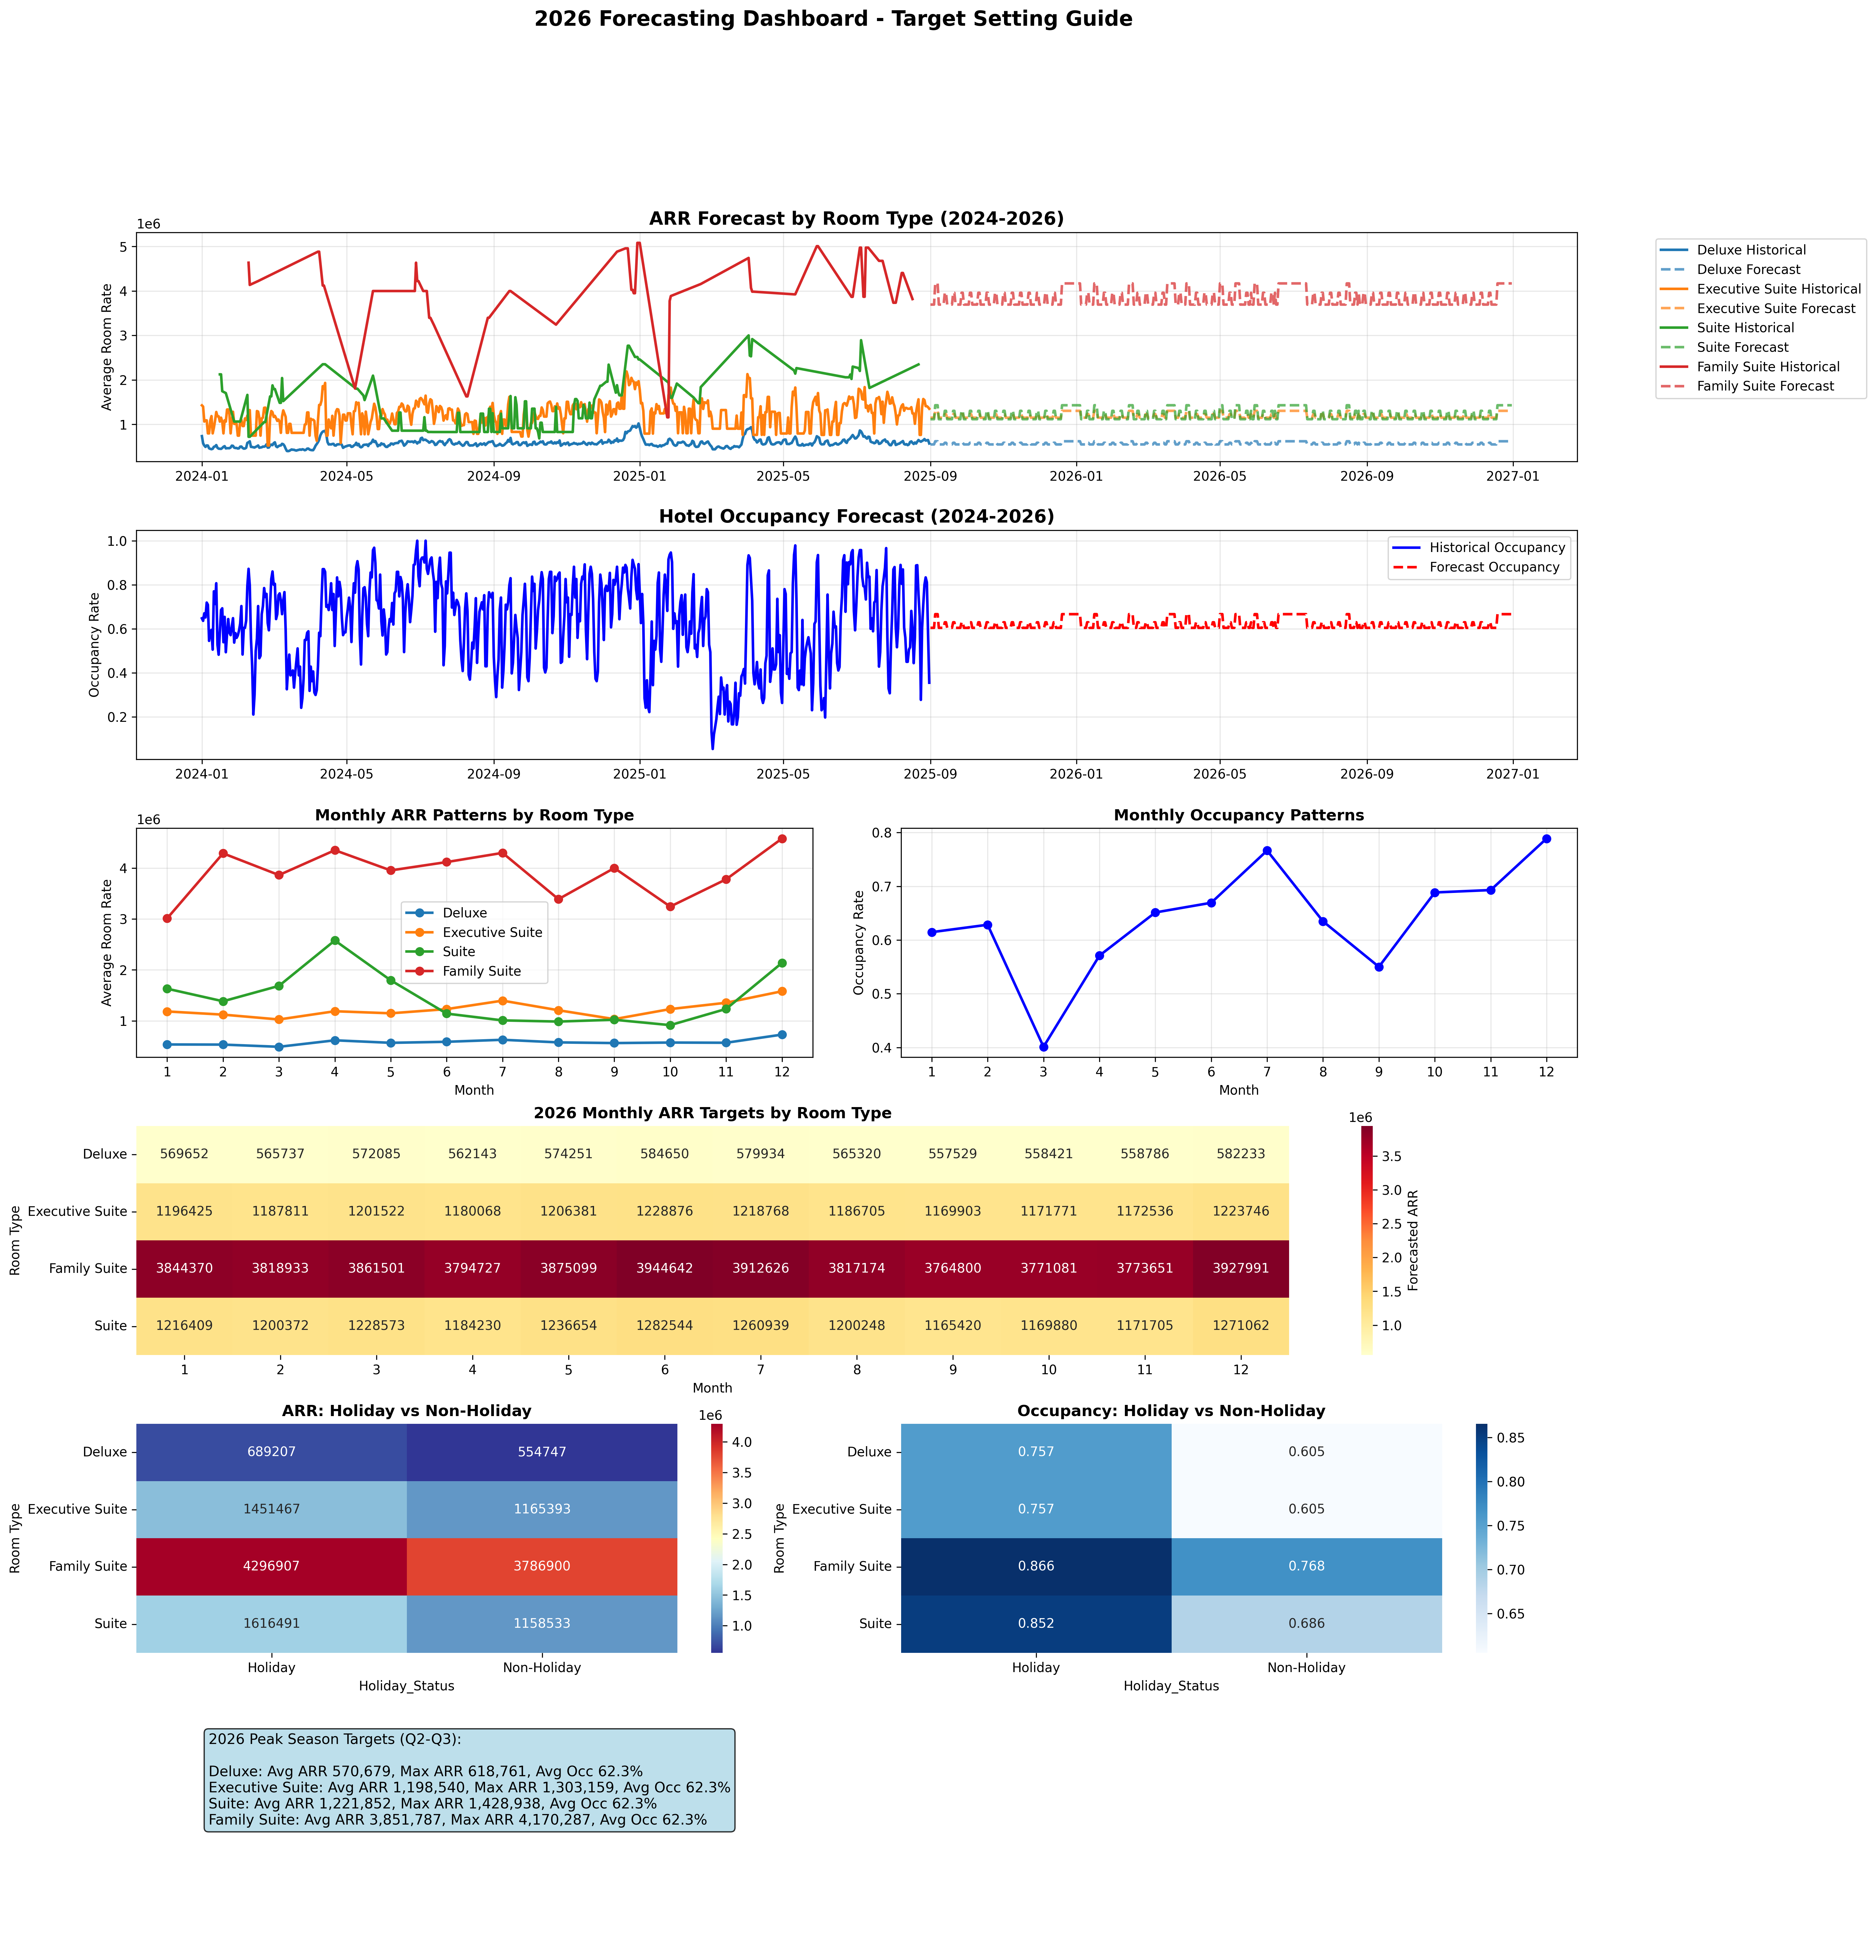 2026 Forecasting Dashboard - Target Setting Guide
ARR Forecast by Room Type (2024-2026)
1e6
Average Room Rate
5
4
3
2
1
2024-01 2024-05 2024-09 2025-01 2025-05 2025-09 2026-01 2026-05 2026-09 2027-01
Deluxe Historical
Deluxe Forecast
Executive Suite Historical
Executive Suite Forecast
Suite Historical
Suite Forecast
Family Suite Historical
Family Suite Forecast
Hotel Occupancy Forecast (2024-2026)
Occupancy Rate
1.0
0.8
0.6
0.4
0.2
Historical Occupancy
Forecast Occupancy
2024-01 2024-05 2024-09 2025-01 2025-05 2025-09 2026-01 2026-05 2026-09 2027-01
Monthly ARR Patterns by Room Type
1e6
Average Room Rate
4
3
2
1
Deluxe
Executive Suite
Suite
Family Suite
1 2 3 4 5 6 7 8 9 10 11 12
Month
Monthly Occupancy Patterns
Occupancy Rate
0.8
0.7
0.6
0.5
0.4
1 2 3 4 5 6 7 8 9 10 11 12
Month
2026 Monthly ARR Targets by Room Type
Room Type
Deluxe 569652 565737 572085 562143 574251 584650 579934 565320 557529 558421 558786 582233
Executive Suite 1196425 1187811 1201522 1180068 1206381 1228876 1218768 1186705 1169903 1171771 1172536 1223746
Family Suite 3844370 3818933 3861501 3794727 3875099 3944642 3912626 3817174 3764800 3771081 3773651 3927991
Suite 1216409 1200372 1228573 1184230 1236654 1282544 1260939 1200248 1165420 1169880 1171705 1271062
1 2 3 4 5 6 7 8 9 10 11 12
Month
1e6
3.5
3.0
2.5
2.0
1.5
1.0
Forecasted ARR
ARR: Holiday vs Non-Holiday
Room Type
Deluxe 689207 554747
Executive Suite 1451467 1165393
Family Suite 4296907 3786900
Suite 1616491 1158533
Holiday Non-Holiday
Holiday_Status
1e6
4.0
3.5
3.0
2.5
2.0
1.5
1.0
Occupancy: Holiday vs Non-Holiday
Room Type
Deluxe 0.757 0.605
Executive Suite 0.757 0.605
Family Suite 0.866 0.768
Suite 0.852 0.686
Holiday Non-Holiday
Holiday_Status
0.85
0.80
0.75
0.70
0.65
2026 Peak Season Targets (Q2-Q3):
Deluxe: Avg ARR 570,679, Max ARR 618,761, Avg Occ 62.3%
Executive Suite: Avg ARR 1,198,540, Max ARR 1,303,159, Avg Occ 62.3%
Suite: Avg ARR 1,221,852, Max ARR 1,428,938, Avg Occ 62.3%
Family Suite: Avg ARR 3,851,787, Max ARR 4,170,287, Avg Occ 62.3%